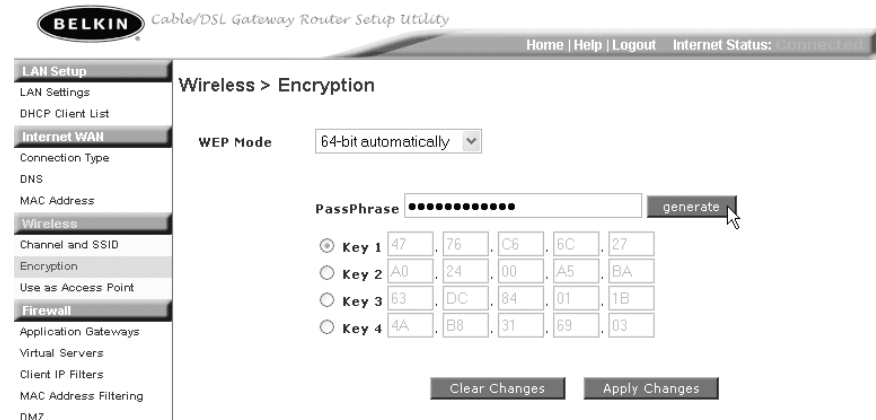 BELKIN Cable/DSL Gateway Router Setup Utility
Home | Help | Logout Internet Status: Connected
LAN Setup
LAN Settings
DHCP Client List
Internet WAN
Connection Type
DNS
MAC Address
Wireless
Channel and SSID
Encryption
Use as Access Point
Firewall
Application Gateways
Virtual Servers
Client IP Filters
MAC Address Filtering
DMZ
Wireless > Encryption
WEP Mode 64-bit automatically
PassPhrase ●●●●●●●●●●●● generate
Key 1 47 . 76 . C6 . 6C . 27
Key 2 A0 . 24 . 00 . A5 . BA
Key 3 63 . DC . 84 . 01 . 1B
Key 4 4A . B8 . 31 . 69 . 03
Clear Changes Apply Changes